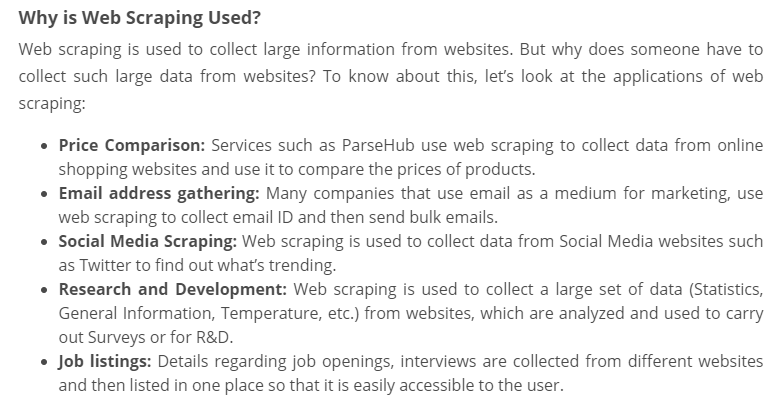 Why is Web Scraping Used?
Web scraping is used to collect large information from websites. But why does someone have to
collect such large data from websites? To know about this, let’s look at the applications of web
scraping:
• Price Comparison: Services such as ParseHub use web scraping to collect data from online
shopping websites and use it to compare the prices of products.
• Email address gathering: Many companies that use email as a medium for marketing, use
web scraping to collect email ID and then send bulk emails.
• Social Media Scraping: Web scraping is used to collect data from Social Media websites such
as Twitter to find out what’s trending.
• Research and Development: Web scraping is used to collect a large set of data (Statistics,
General Information, Temperature, etc.) from websites, which are analyzed and used to carry
out Surveys or for R&D.
• Job listings: Details regarding job openings, interviews are collected from different websites
and then listed in one place so that it is easily accessible to the user.